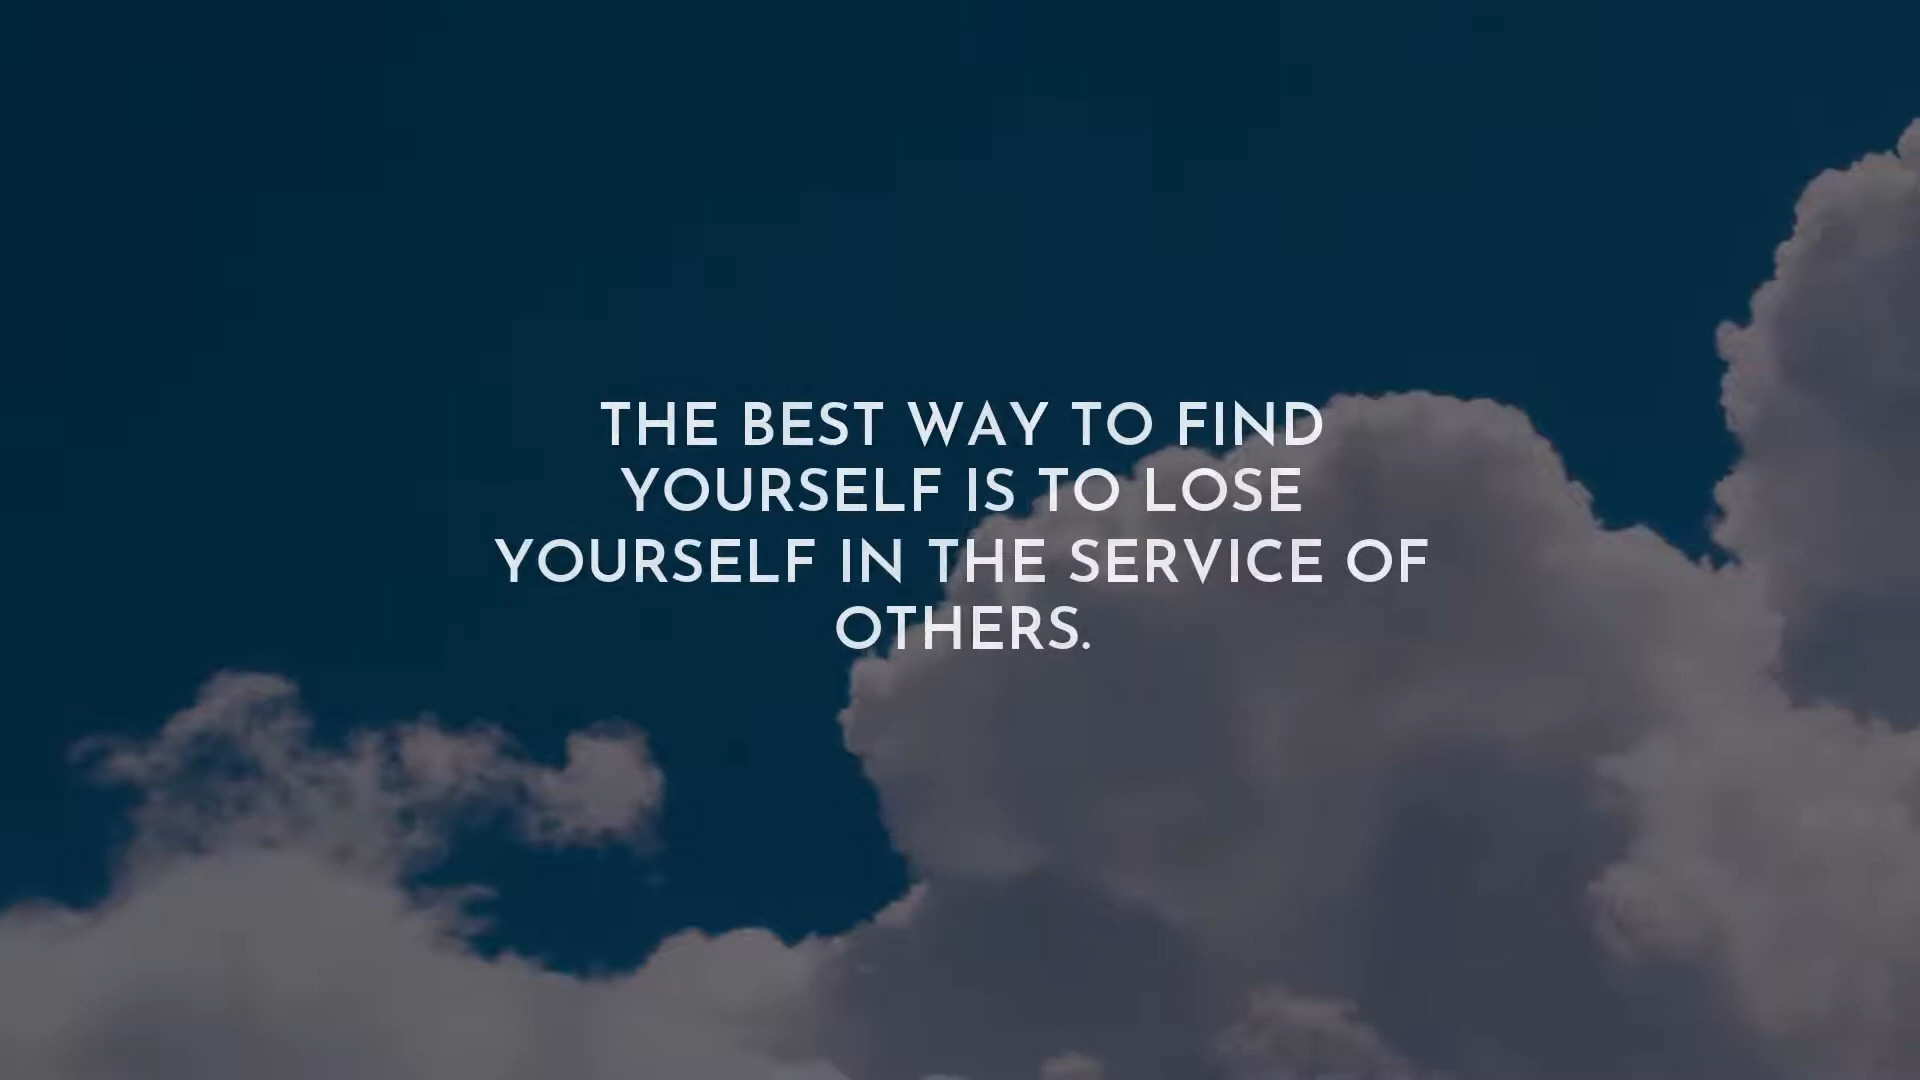 THE BEST WAY TO FIND
YOURSELF IS TO LOSE
YOURSELF IN THE SERVICE OF
OTHERS.